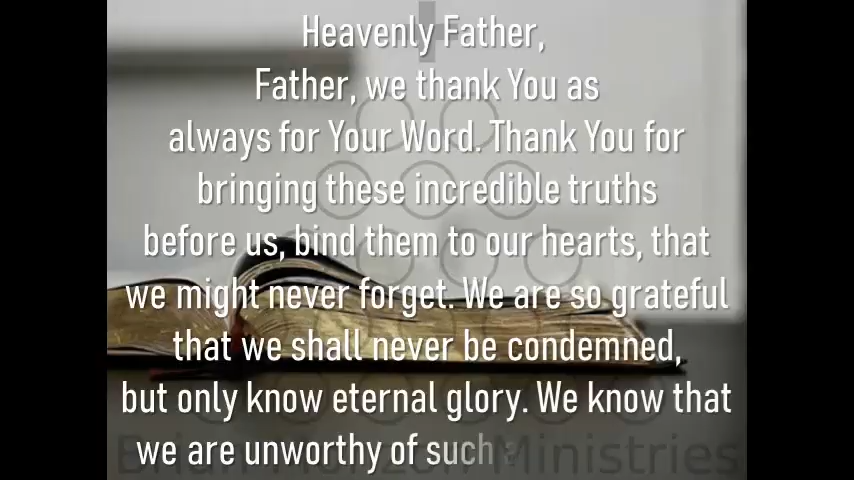 Heavenly Father,
Father, we thank You as
always for Your Word. Thank You for
bringing these incredible truths
before us, bind them to our hearts, that
we might never forget. We are so grateful
that we shall never be condemned,
but only know eternal glory. We know that
we are unworthy of such
Ministries